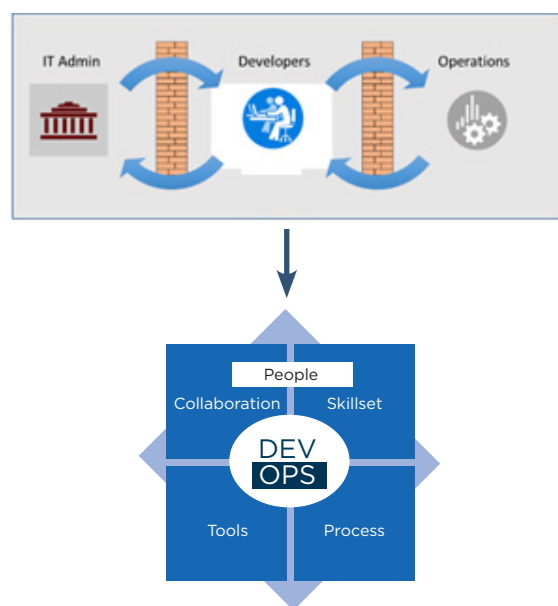 IT Admin
Developers
Operations
People
Collaboration
Skillset
DEV
OPS
Tools
Process